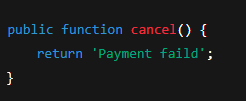 public function cancel() {
    return 'Payment faild';
}